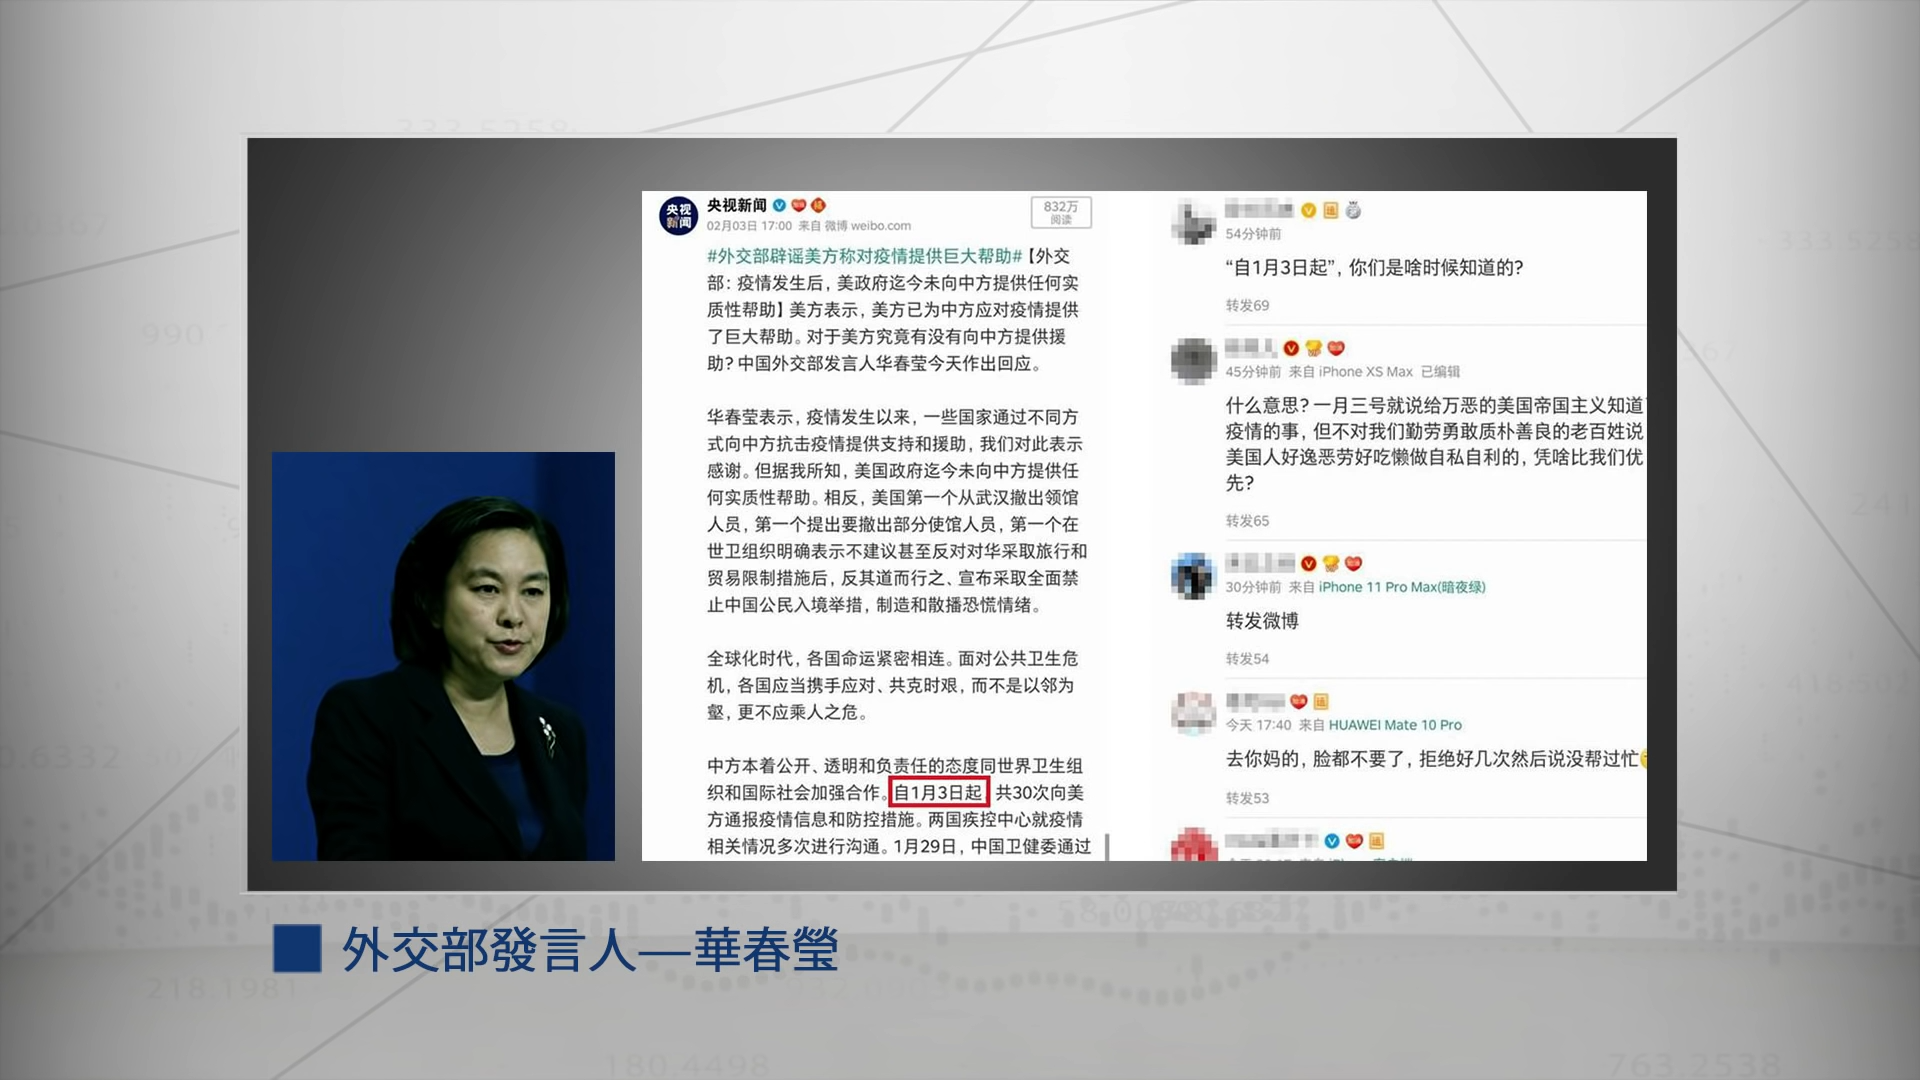 央视新闻
02月03日 17:00 来自 微博 weibo.com
832万
阅读
#外交部辟谣美方称对疫情提供巨大帮助#【外交
部：疫情发生后，美政府迄今未向中方提供任何实
质性帮助】美方表示，美方已为中方应对疫情提供
了巨大帮助。对于美方究竟有没有向中方提供援
助？中国外交部发言人华春莹今天作出回应。
华春莹表示，疫情发生以来，一些国家通过不同方
式向中方抗击疫情提供支持和援助，我们对此表示
感谢。但据我所知，美国政府迄今未向中方提供任
何实质性帮助。相反，美国第一个从武汉撤出领馆
人员，第一个提出要撤出部分使馆人员，第一个在
世卫组织明确表示不建议甚至反对对华采取旅行和
贸易限制措施后，反其道而行之、宣布采取全面禁
止中国公民入境举措，制造和散播恐慌情绪。
全球化时代，各国命运紧密相连。面对公共卫生危
机，各国应当携手应对、共克时艰，而不是以邻为
壑，更不应乘人之危。
中方本着公开、透明和负责任的态度同世界卫生组
织和国际社会加强合作。自1月3日起，共30次向美
方通报疫情信息和防控措施。两国疾控中心就疫情
相关情况多次进行沟通。1月29日，中国卫健委通过
54分钟前
“自1月3日起”，你们是啥时候知道的？
转发69
45分钟前 来自 iPhone XS Max 已编辑
什么意思？一月三号就说给万恶的美国帝国主义知道
疫情的事，但不对我们勤劳勇敢质朴善良的老百姓说
美国人好逸恶劳好吃懒做自私自利的，凭啥比我们优
先？
转发65
30分钟前 来自 iPhone 11 Pro Max(暗夜绿)
转发微博
转发54
今天 17:40 来自 HUAWEI Mate 10 Pro
去你妈的，脸都不要了，拒绝好几次然后说没帮过忙
转发53
外交部發言人—華春瑩